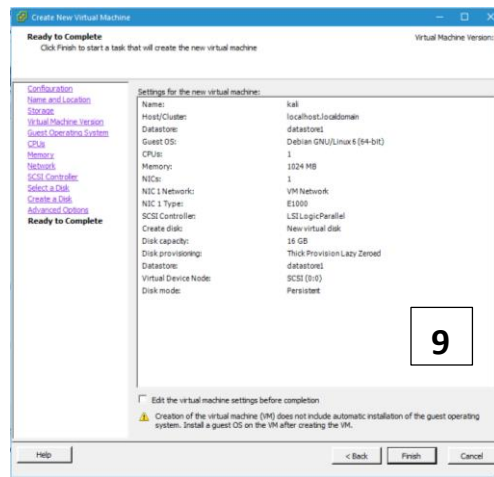 Create New Virtual Machine
Ready to Complete
Click Finish to start a task that will create the new virtual machine
Virtual Machine Version:
Configuration
Name and Location
Storage
Virtual Machine Version
Guest Operating System
CPUs
Memory
Network
SCSI Controller
Select a Disk
Create a Disk
Advanced Options
Ready to Complete
Settings for the new virtual machine:
Name: kali
Host/Cluster: localhost.localdomain
Datastore: datastore1
Guest OS: Debian GNU/Linux 6 (64-bit)
CPUs: 1
Memory: 1024 MB
NICs: 1
NIC 1 Network: VM Network
NIC 1 Type: E1000
SCSI Controller: LSI Logic Parallel
Create disk: New virtual disk
Disk capacity: 16 GB
Disk provisioning: Thick Provision Lazy Zeroed
Datastore: datastore1
Virtual Device Node: SCSI (0:0)
Disk mode: Persistent
9
Edit the virtual machine settings before completion
Creation of the virtual machine (VM) does not include automatic installation of the guest operating
system. Install a guest OS on the VM after creating the VM.
Help
< Back
Finish
Cancel